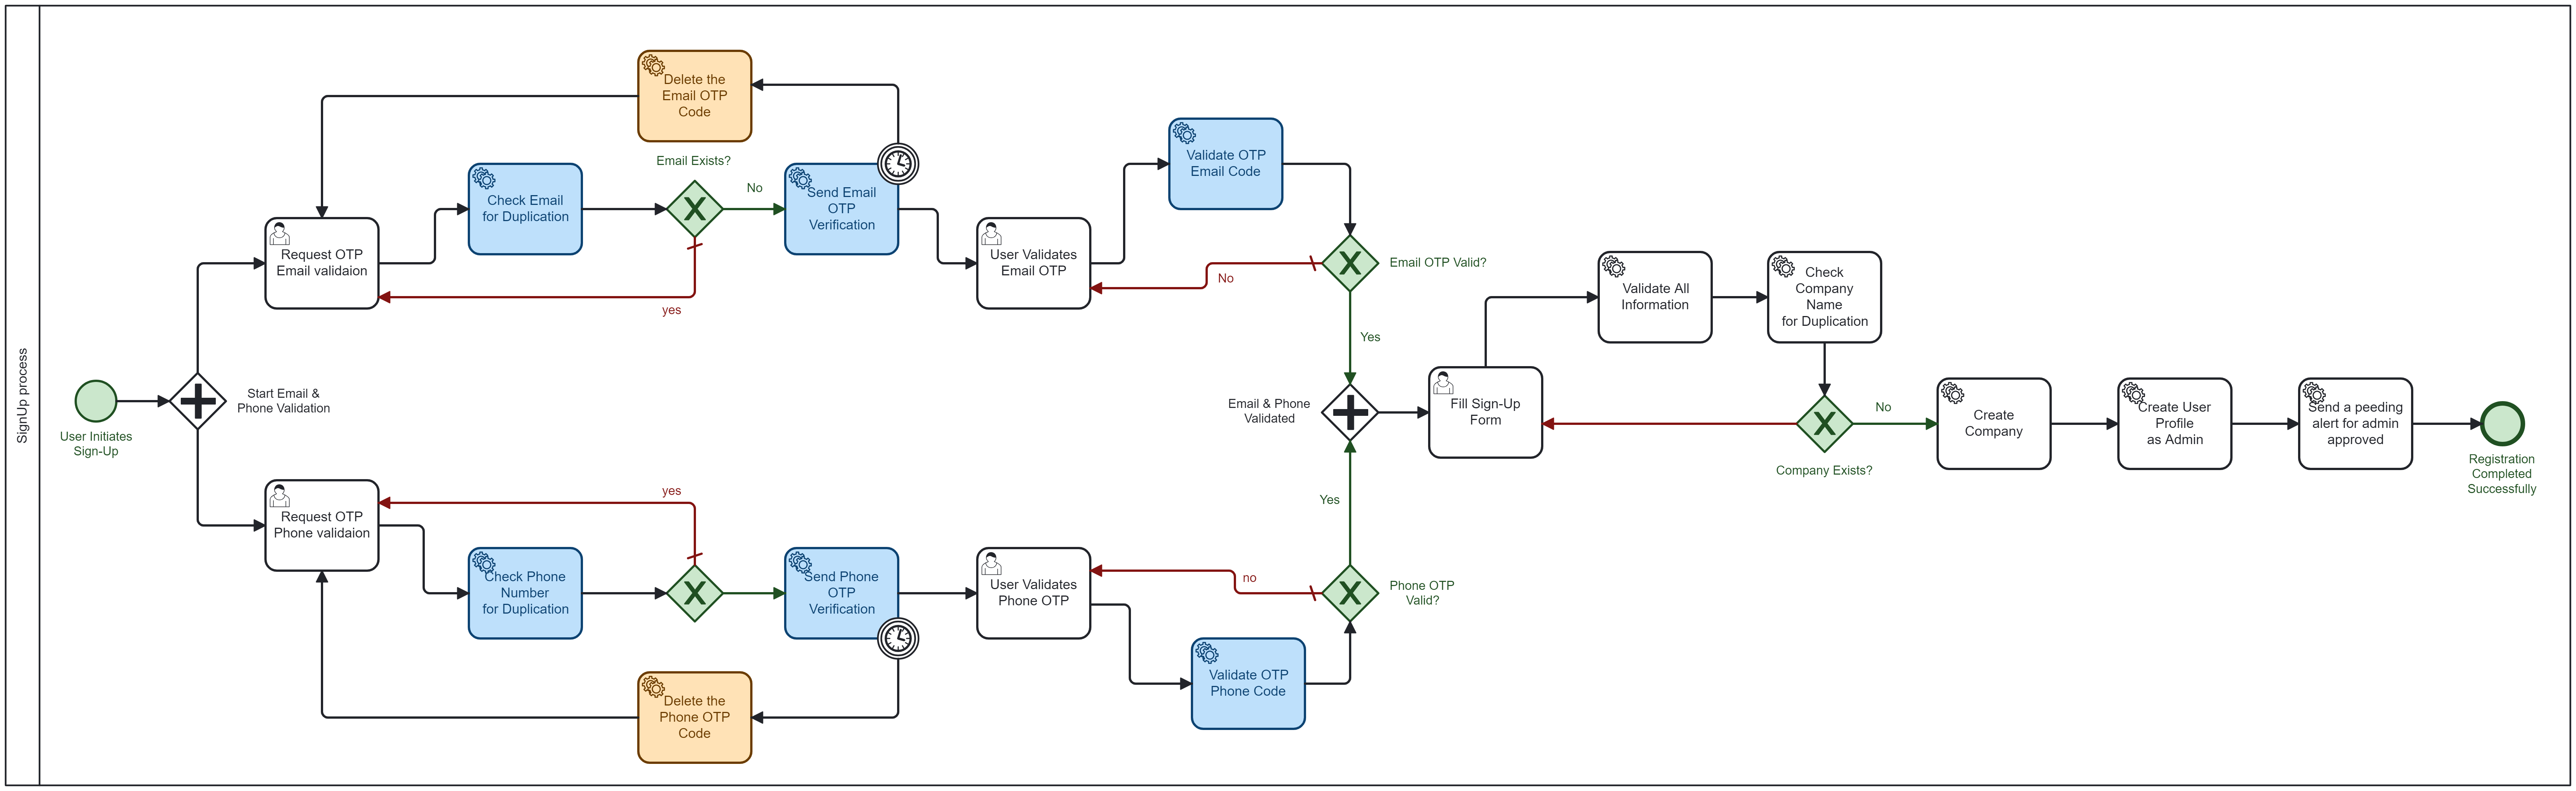 SignUp process
User Initiates
Sign-Up
Start Email &
Phone Validation
Delete the
Email OTP
Code
Request OTP
Email validaion
Check Email
for Duplication
Email Exists?
No
yes
Send Email
OTP
Verification
User Validates
Email OTP
Validate OTP
Email Code
Email OTP Valid?
No
Yes
Request OTP
Phone validaion
yes
Check Phone
Number
for Duplication
Send Phone
OTP
Verification
Delete the
Phone OTP
Code
User Validates
Phone OTP
no
Validate OTP
Phone Code
Phone OTP
Valid?
Yes
Email & Phone
Validated
Fill Sign-Up
Form
Validate All
Information
Check
Company
Name
for Duplication
Company Exists?
No
Create
Company
Create User
Profile
as Admin
Send a peeding
alert for admin
approved
Registration
Completed
Successfully